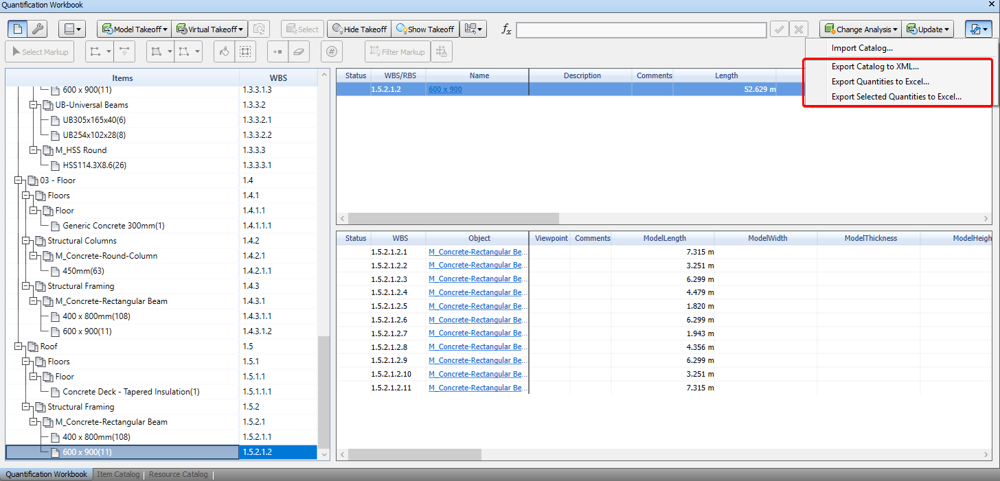 Quantification Workbook
Model Takeoff Virtual Takeoff Select Hide Takeoff Show Takeoff fx Change Analysis Update
Select Markup # Filter Markup
Import Catalog...
Export Catalog to XML...
Export Quantities to Excel...
Export Selected Quantities to Excel...
Items WBS
600 x 900(11) 1.3.3.1.3
UB-Universal Beams 1.3.3.2
UB305x165x40(6) 1.3.3.2.1
UB254x102x28(8) 1.3.3.2.2
M_HSS Round 1.3.3.3
HSS114.3X8.6(26) 1.3.3.3.1
03 - Floor 1.4
Floors 1.4.1
Floor 1.4.1.1
Generic Concrete 300mm(1) 1.4.1.1.1
Structural Columns 1.4.2
M_Concrete-Round-Column 1.4.2.1
450mm(63) 1.4.2.1.1
Structural Framing 1.4.3
M_Concrete-Rectangular Beam 1.4.3.1
400 x 800mm(108) 1.4.3.1.1
600 x 900(11) 1.4.3.1.2
Roof 1.5
Floors 1.5.1
Floor 1.5.1.1
Concrete Deck - Tapered Insulation(1) 1.5.1.1.1
Structural Framing 1.5.2
M_Concrete-Rectangular Beam 1.5.2.1
400 x 800mm(108) 1.5.2.1.1
600 x 900(11) 1.5.2.1.2
Status WBS/RBS Name Description Comments Length
1.5.2.1.2 600 x 900 52.629 m
Status WBS Object Viewpoint Comments ModelLength ModelWidth ModelThickness ModelHeigh
1.5.2.1.2.1 M_Concrete-Rectangular Be... 7.315 m
1.5.2.1.2.2 M_Concrete-Rectangular Be... 3.251 m
1.5.2.1.2.3 M_Concrete-Rectangular Be... 6.299 m
1.5.2.1.2.4 M_Concrete-Rectangular Be... 4.479 m
1.5.2.1.2.5 M_Concrete-Rectangular Be... 1.820 m
1.5.2.1.2.6 M_Concrete-Rectangular Be... 6.299 m
1.5.2.1.2.7 M_Concrete-Rectangular Be... 1.943 m
1.5.2.1.2.8 M_Concrete-Rectangular Be... 4.356 m
1.5.2.1.2.9 M_Concrete-Rectangular Be... 6.299 m
1.5.2.1.2.10 M_Concrete-Rectangular Be... 3.251 m
1.5.2.1.2.11 M_Concrete-Rectangular Be... 7.315 m
Quantification Workbook Item Catalog Resource Catalog